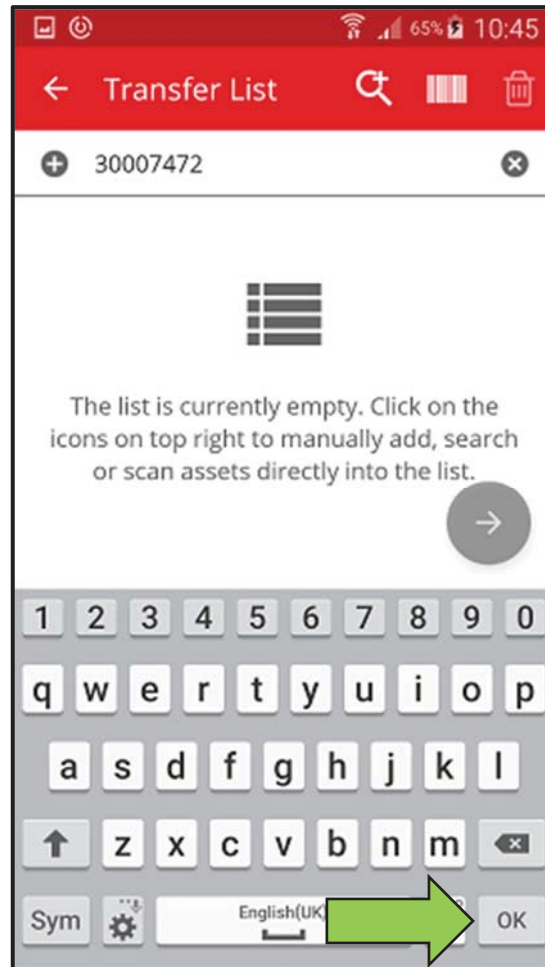 65% 10:45
Transfer List
30007472
The list is currently empty. Click on the
icons on top right to manually add, search
or scan assets directly into the list.
1 2 3 4 5 6 7 8 9 0
q w e r t y u i o p
a s d f g h j k l
z x c v b n m
Sym English(UK) OK